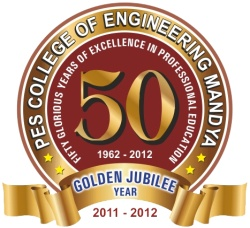 PES COLLEGE OF ENGINEERING MANDYA
FIFTY GLORIOUS YEARS OF EXCELLENCE IN PROFESSIONAL EDUCATION
50
1962 - 2012
GOLDEN JUBILEE
YEAR
2011 - 2012